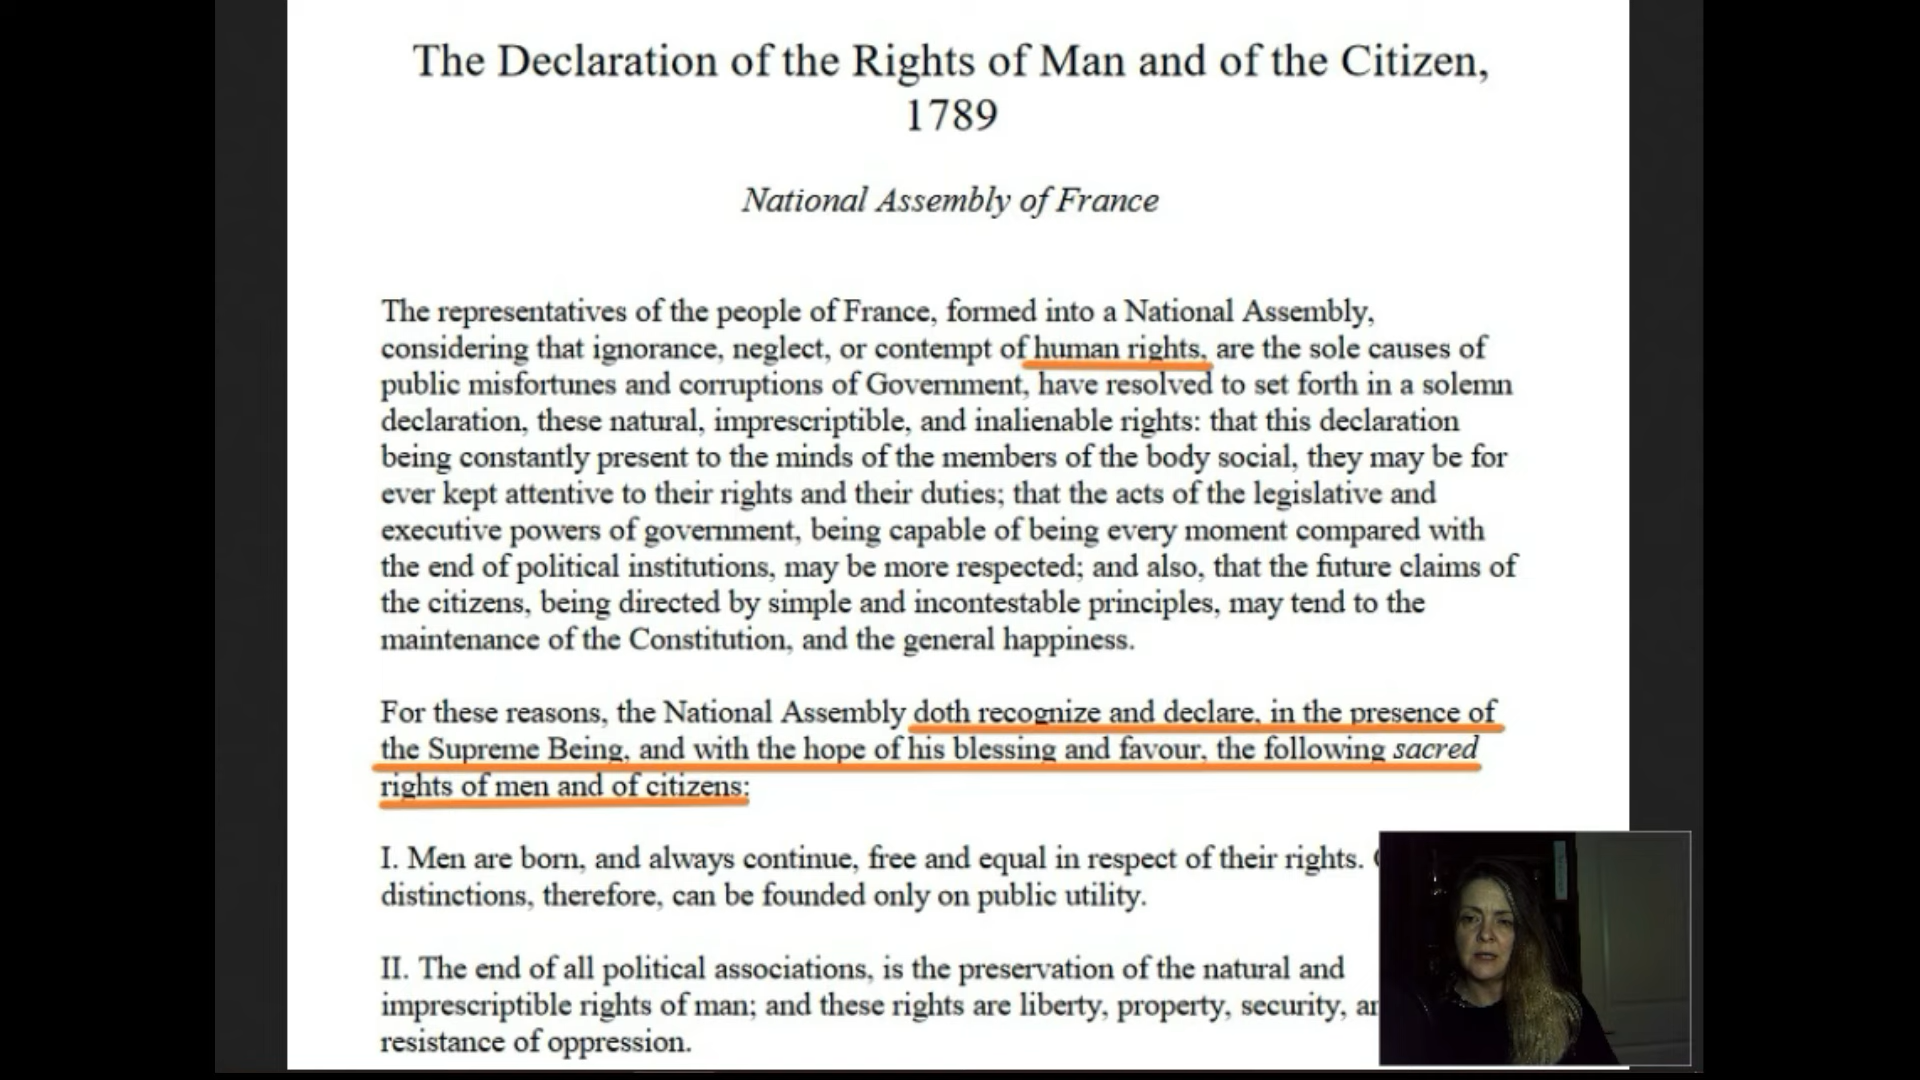 The Declaration of the Rights of Man and of the Citizen,
1789
National Assembly of France
The representatives of the people of France, formed into a National Assembly,
considering that ignorance, neglect, or contempt of human rights, are the sole causes of
public misfortunes and corruptions of Government, have resolved to set forth in a solemn
declaration, these natural, imprescriptible, and inalienable rights: that this declaration
being constantly present to the minds of the members of the body social, they may be for
ever kept attentive to their rights and their duties; that the acts of the legislative and
executive powers of government, being capable of being every moment compared with
the end of political institutions, may be more respected; and also, that the future claims of
the citizens, being directed by simple and incontestable principles, may tend to the
maintenance of the Constitution, and the general happiness.
For these reasons, the National Assembly doth recognize and declare, in the presence of
the Supreme Being, and with the hope of his blessing and favour, the following sacred
rights of men and of citizens:
I. Men are born, and always continue, free and equal in respect of their rights.
distinctions, therefore, can be founded only on public utility.
II. The end of all political associations, is the preservation of the natural and
imprescriptible rights of man; and these rights are liberty, property, security,
resistance of oppression.